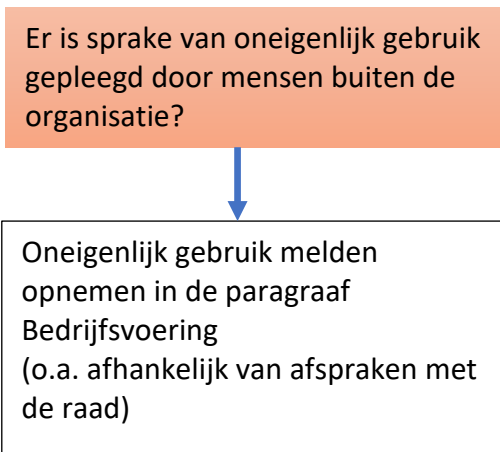 Er is sprake van oneigenlijk gebruik
gepleegd door mensen buiten de
organisatie?
Oneigenlijk gebruik melden
opnemen in de paragraaf
Bedrijfsvoering
(o.a. afhankelijk van afspraken met
de raad)